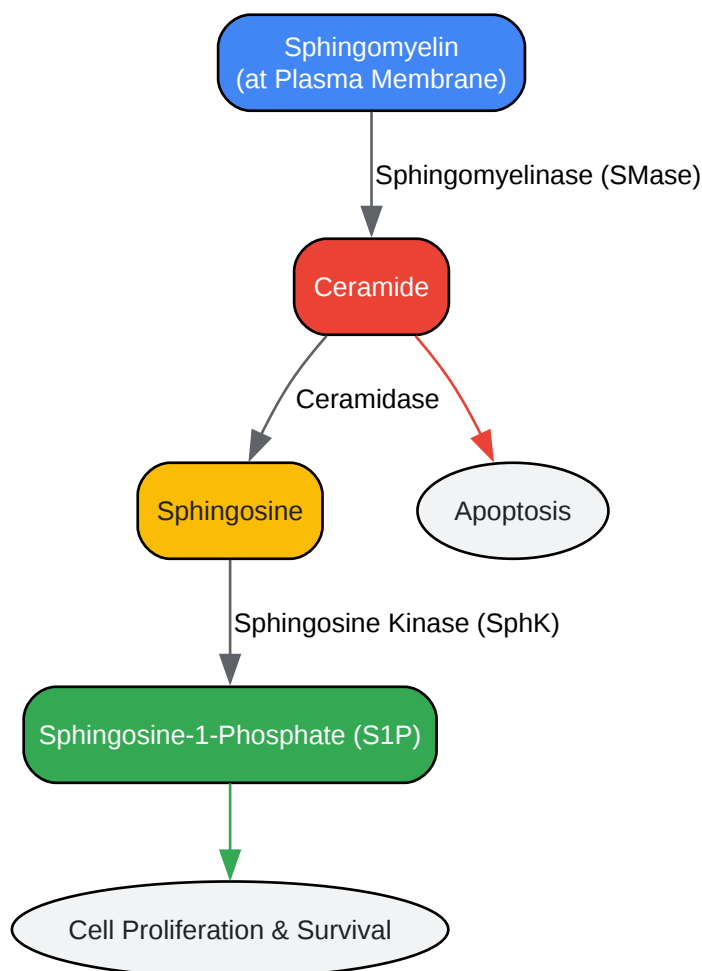 Sphingomyelin
(at Plasma Membrane)
Sphingomyelinase (SMase)
Ceramide
Ceramidase
Sphingosine
Apoptosis
Sphingosine Kinase (SphK)
Sphingosine-1-Phosphate (S1P)
Cell Proliferation & Survival